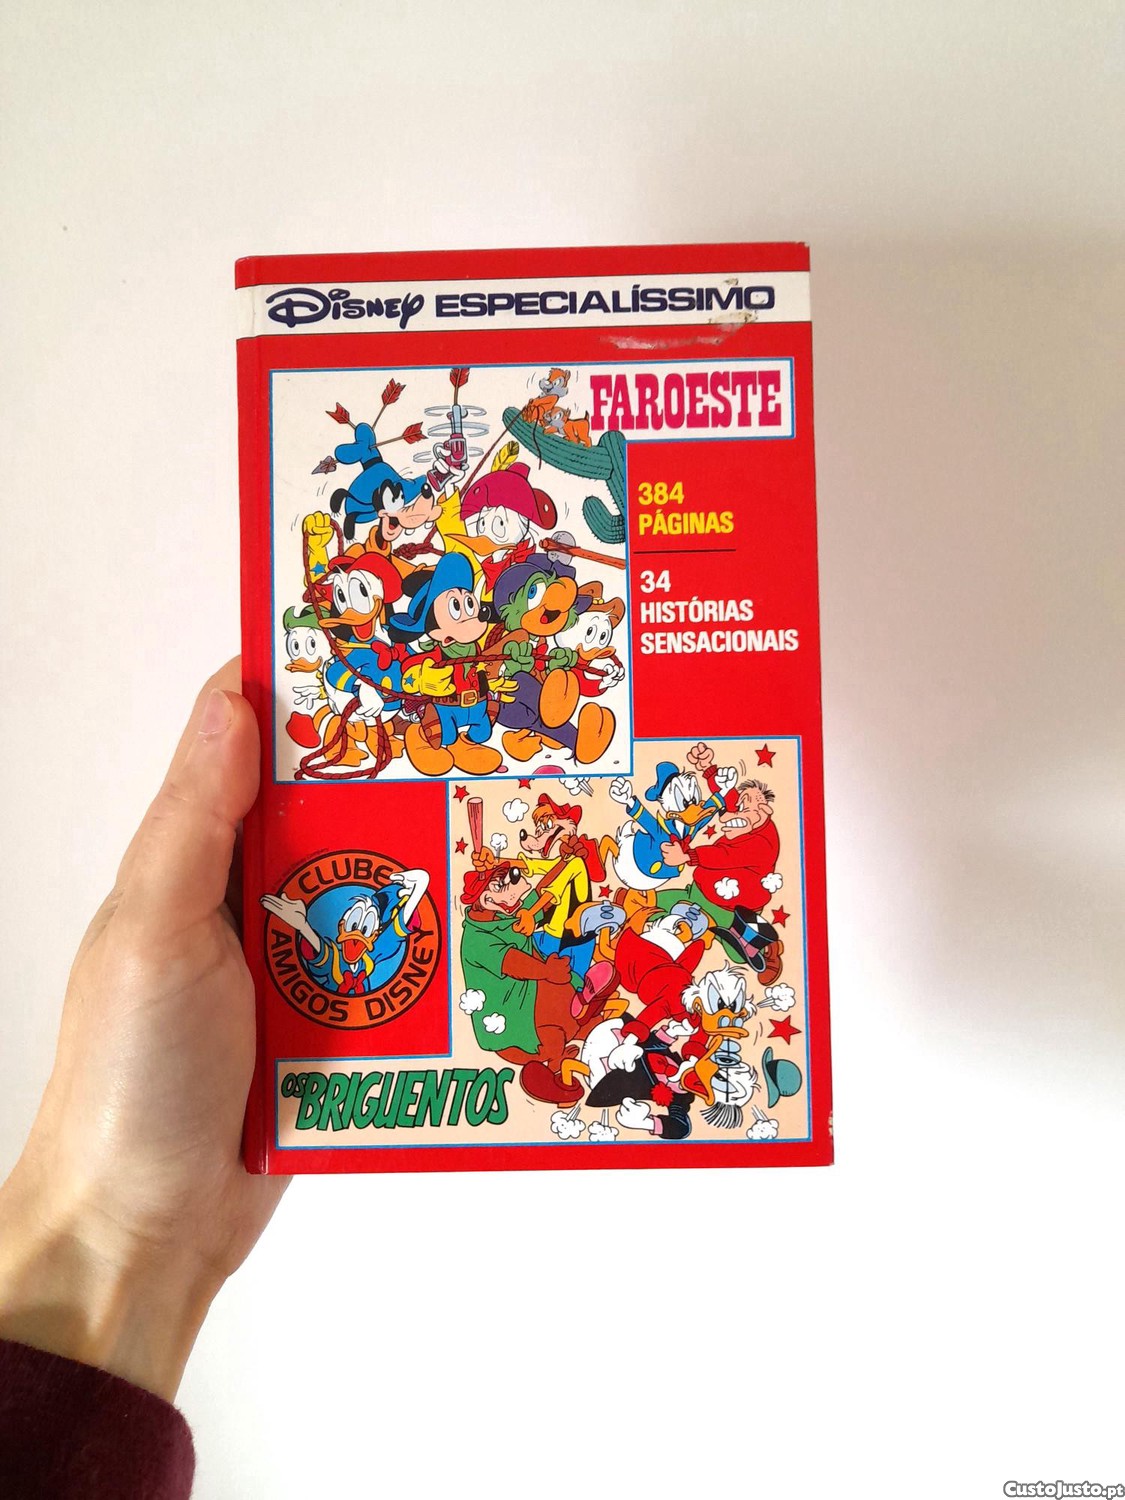 Disney ESPECIALÍSSIMO
FAROESTE
384
PÁGINAS
34
HISTÓRIAS
SENSACIONAIS
CLUBE
AMIGOS DISNEY
OS BRIGUENTOS
CustoJusto.pt